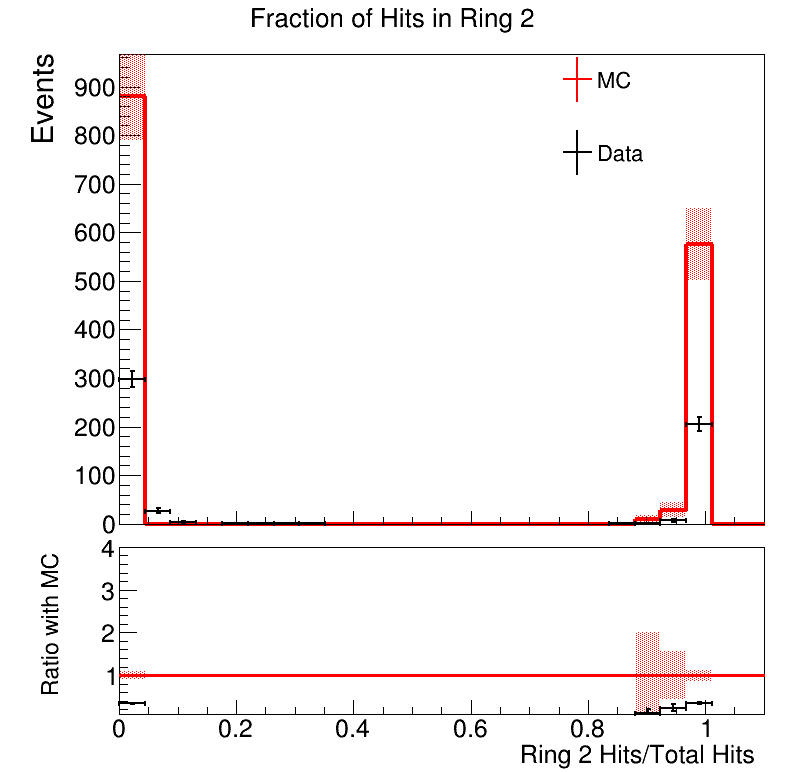 Fraction of Hits in Ring 2
Events
900
800
700
600
500
400
300
200
100
0
MC
Data
Ratio with MC
4
3
2
1
0 0.2 0.4 0.6 0.8 1
Ring 2 Hits/Total Hits